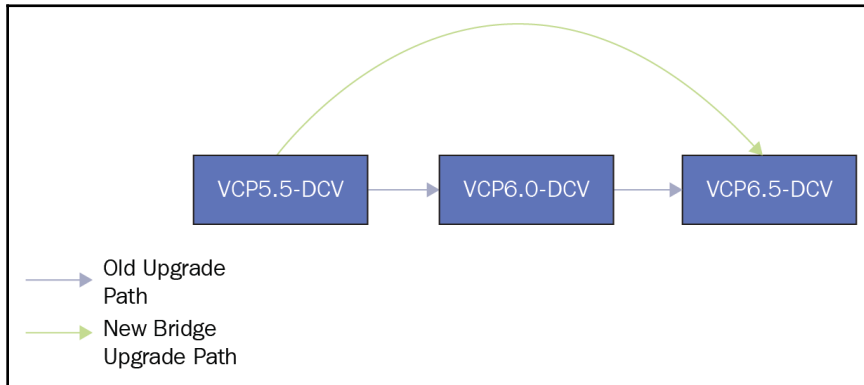 VCP5.5-DCV
VCP6.0-DCV
VCP6.5-DCV
Old Upgrade
Path
New Bridge
Upgrade Path